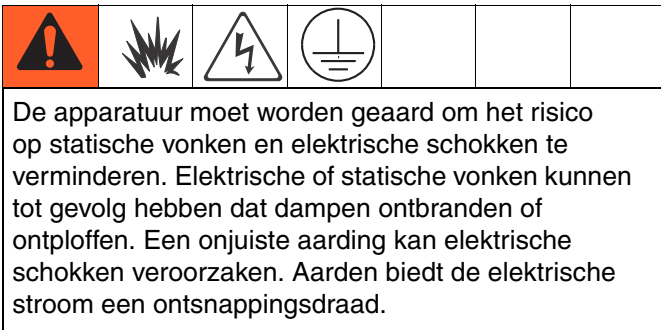 De apparatuur moet worden geaard om het risico
op statische vonken en elektrische schokken te
verminderen. Elektrische of statische vonken kunnen
tot gevolg hebben dat dampen ontbranden of
ontploffen. Een onjuiste aarding kan elektrische
schokken veroorzaken. Aarden biedt de elektrische
stroom een ontsnappingsdraad.